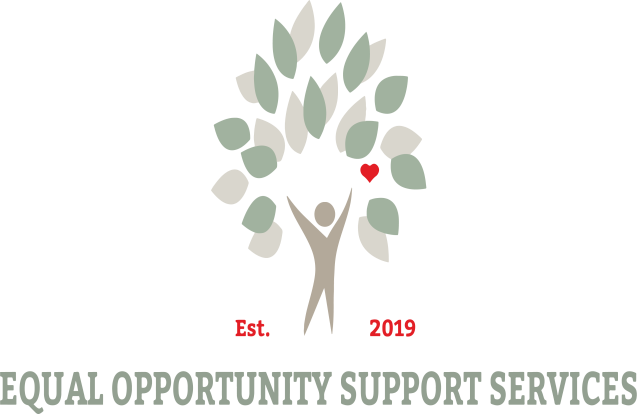 Est. 2019
EQUAL OPPORTUNITY SUPPORT SERVICES